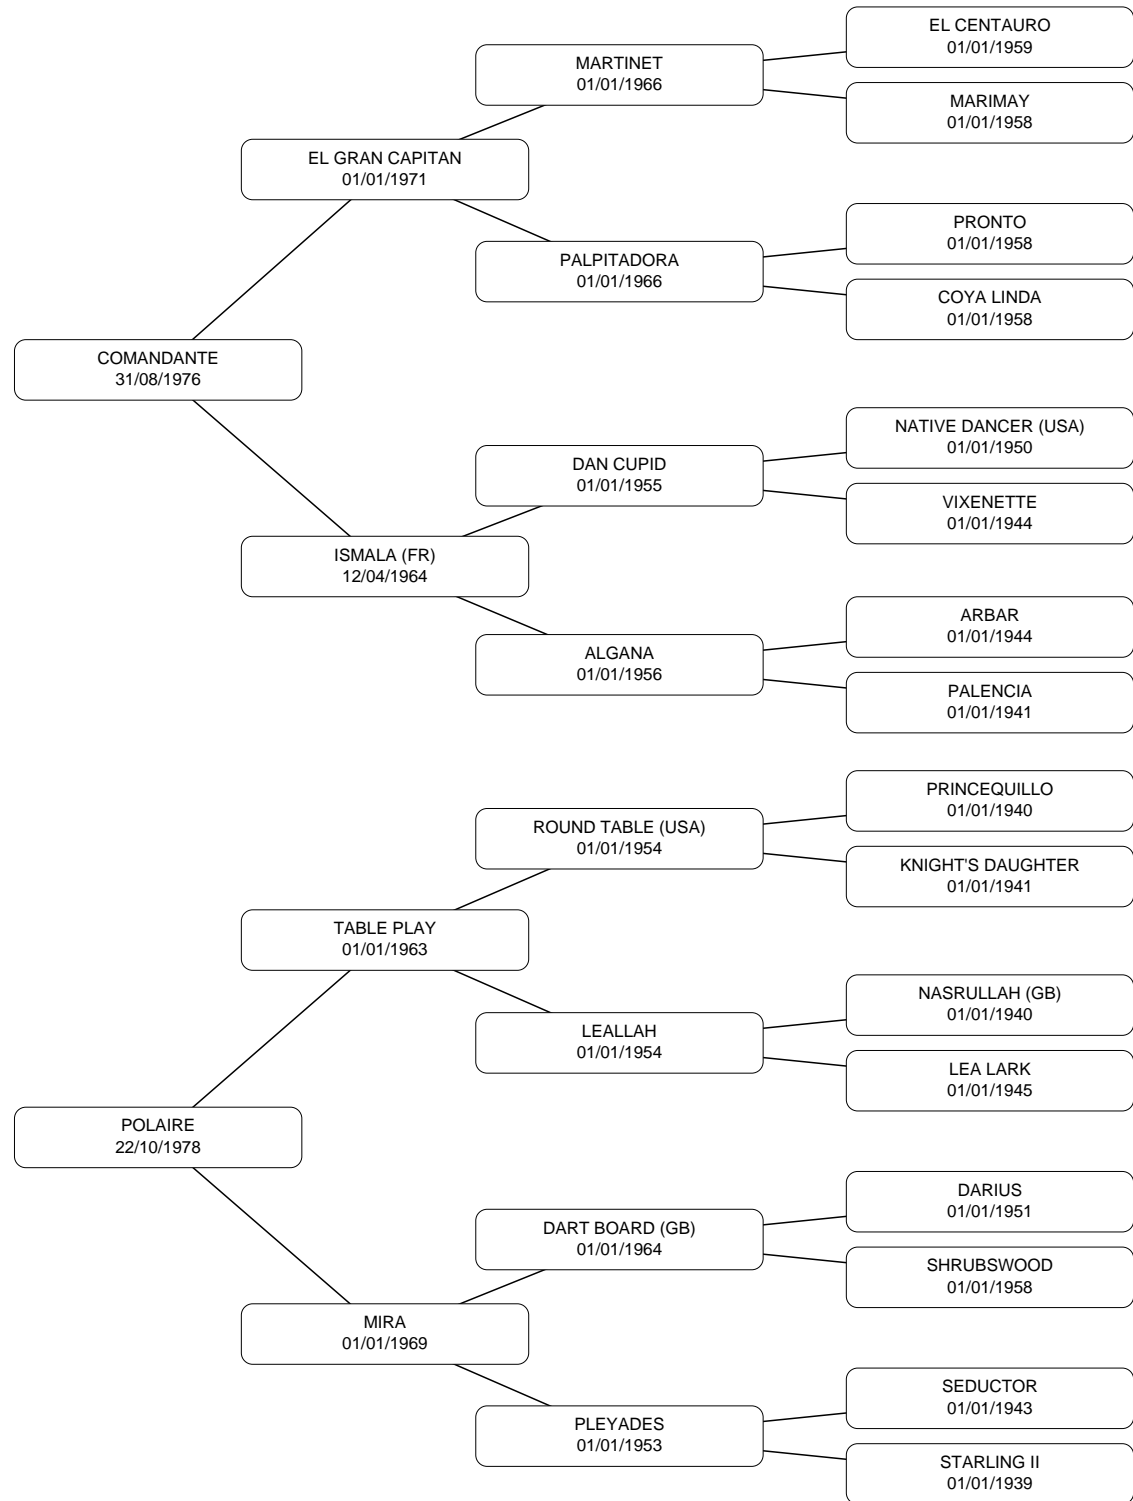 EL CENTAURO
01/01/1959
MARTINET
01/01/1966
MARIMAY
01/01/1958
EL GRAN CAPITAN
01/01/1971
PRONTO
01/01/1958
PALPITADORA
01/01/1966
COYA LINDA
01/01/1958
COMANDANTE
31/08/1976
NATIVE DANCER (USA)
01/01/1950
DAN CUPID
01/01/1955
VIXENETTE
01/01/1944
ISMALA (FR)
12/04/1964
ARBAR
01/01/1944
ALGANA
01/01/1956
PALENCIA
01/01/1941
PRINCEQUILLO
01/01/1940
ROUND TABLE (USA)
01/01/1954
KNIGHT'S DAUGHTER
01/01/1941
TABLE PLAY
01/01/1963
NASRULLAH (GB)
01/01/1940
LEALLAH
01/01/1954
LEA LARK
01/01/1945
POLAIRE
22/10/1978
DARIUS
01/01/1951
DART BOARD (GB)
01/01/1964
SHRUBSWOOD
01/01/1958
MIRA
01/01/1969
SEDUCTOR
01/01/1943
PLEYADES
01/01/1953
STARLING II
01/01/1939